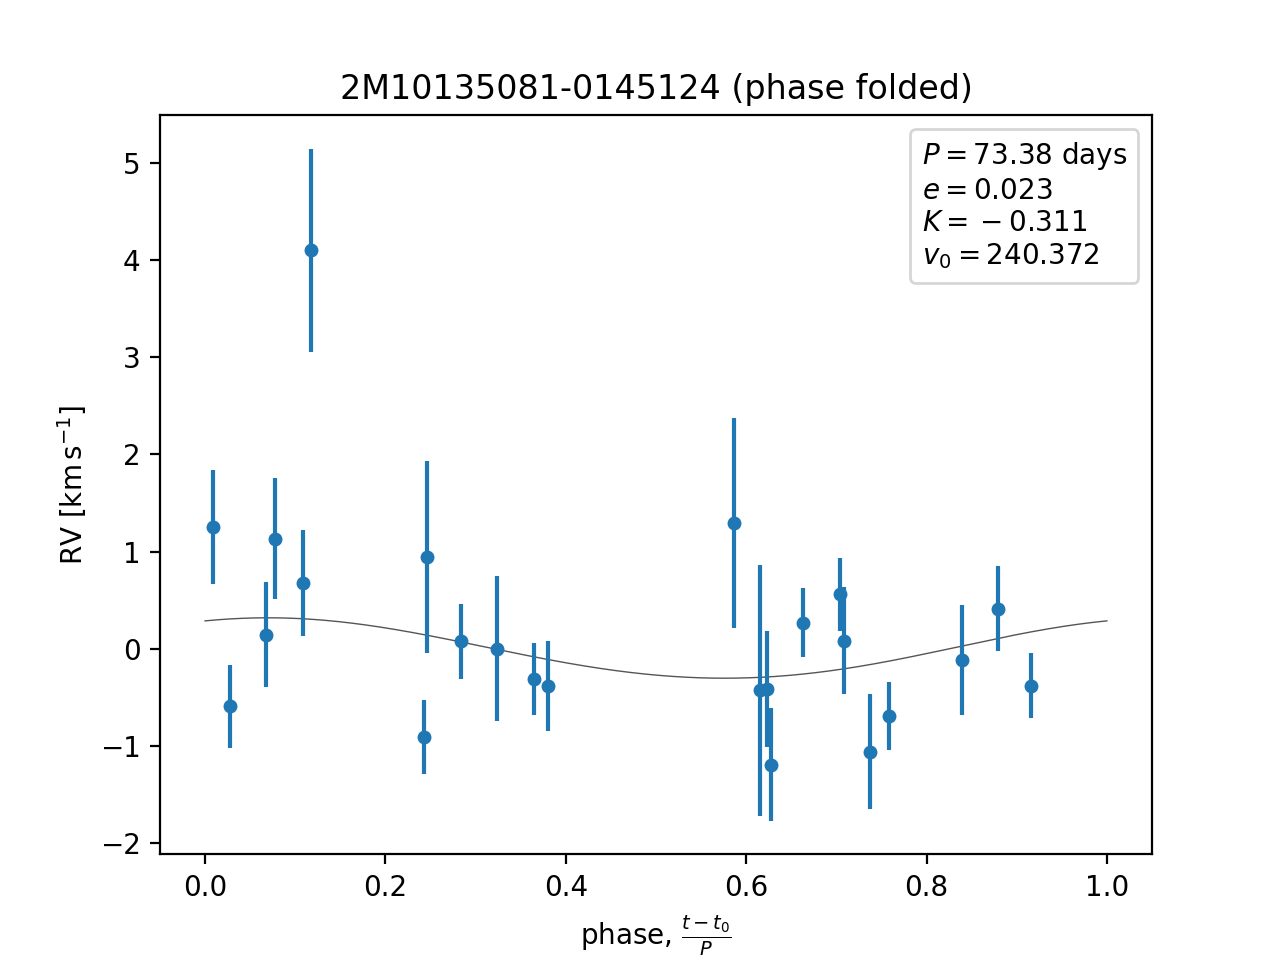 2M10135081-0145124 (phase folded)
P = 73.38 days
e = 0.023
K = −0.311
v₀ = 240.372
5
4
3
2
1
0
−1
−2
RV [km s⁻¹]
0.0 0.2 0.4 0.6 0.8 1.0
phase, (t − t₀)/P